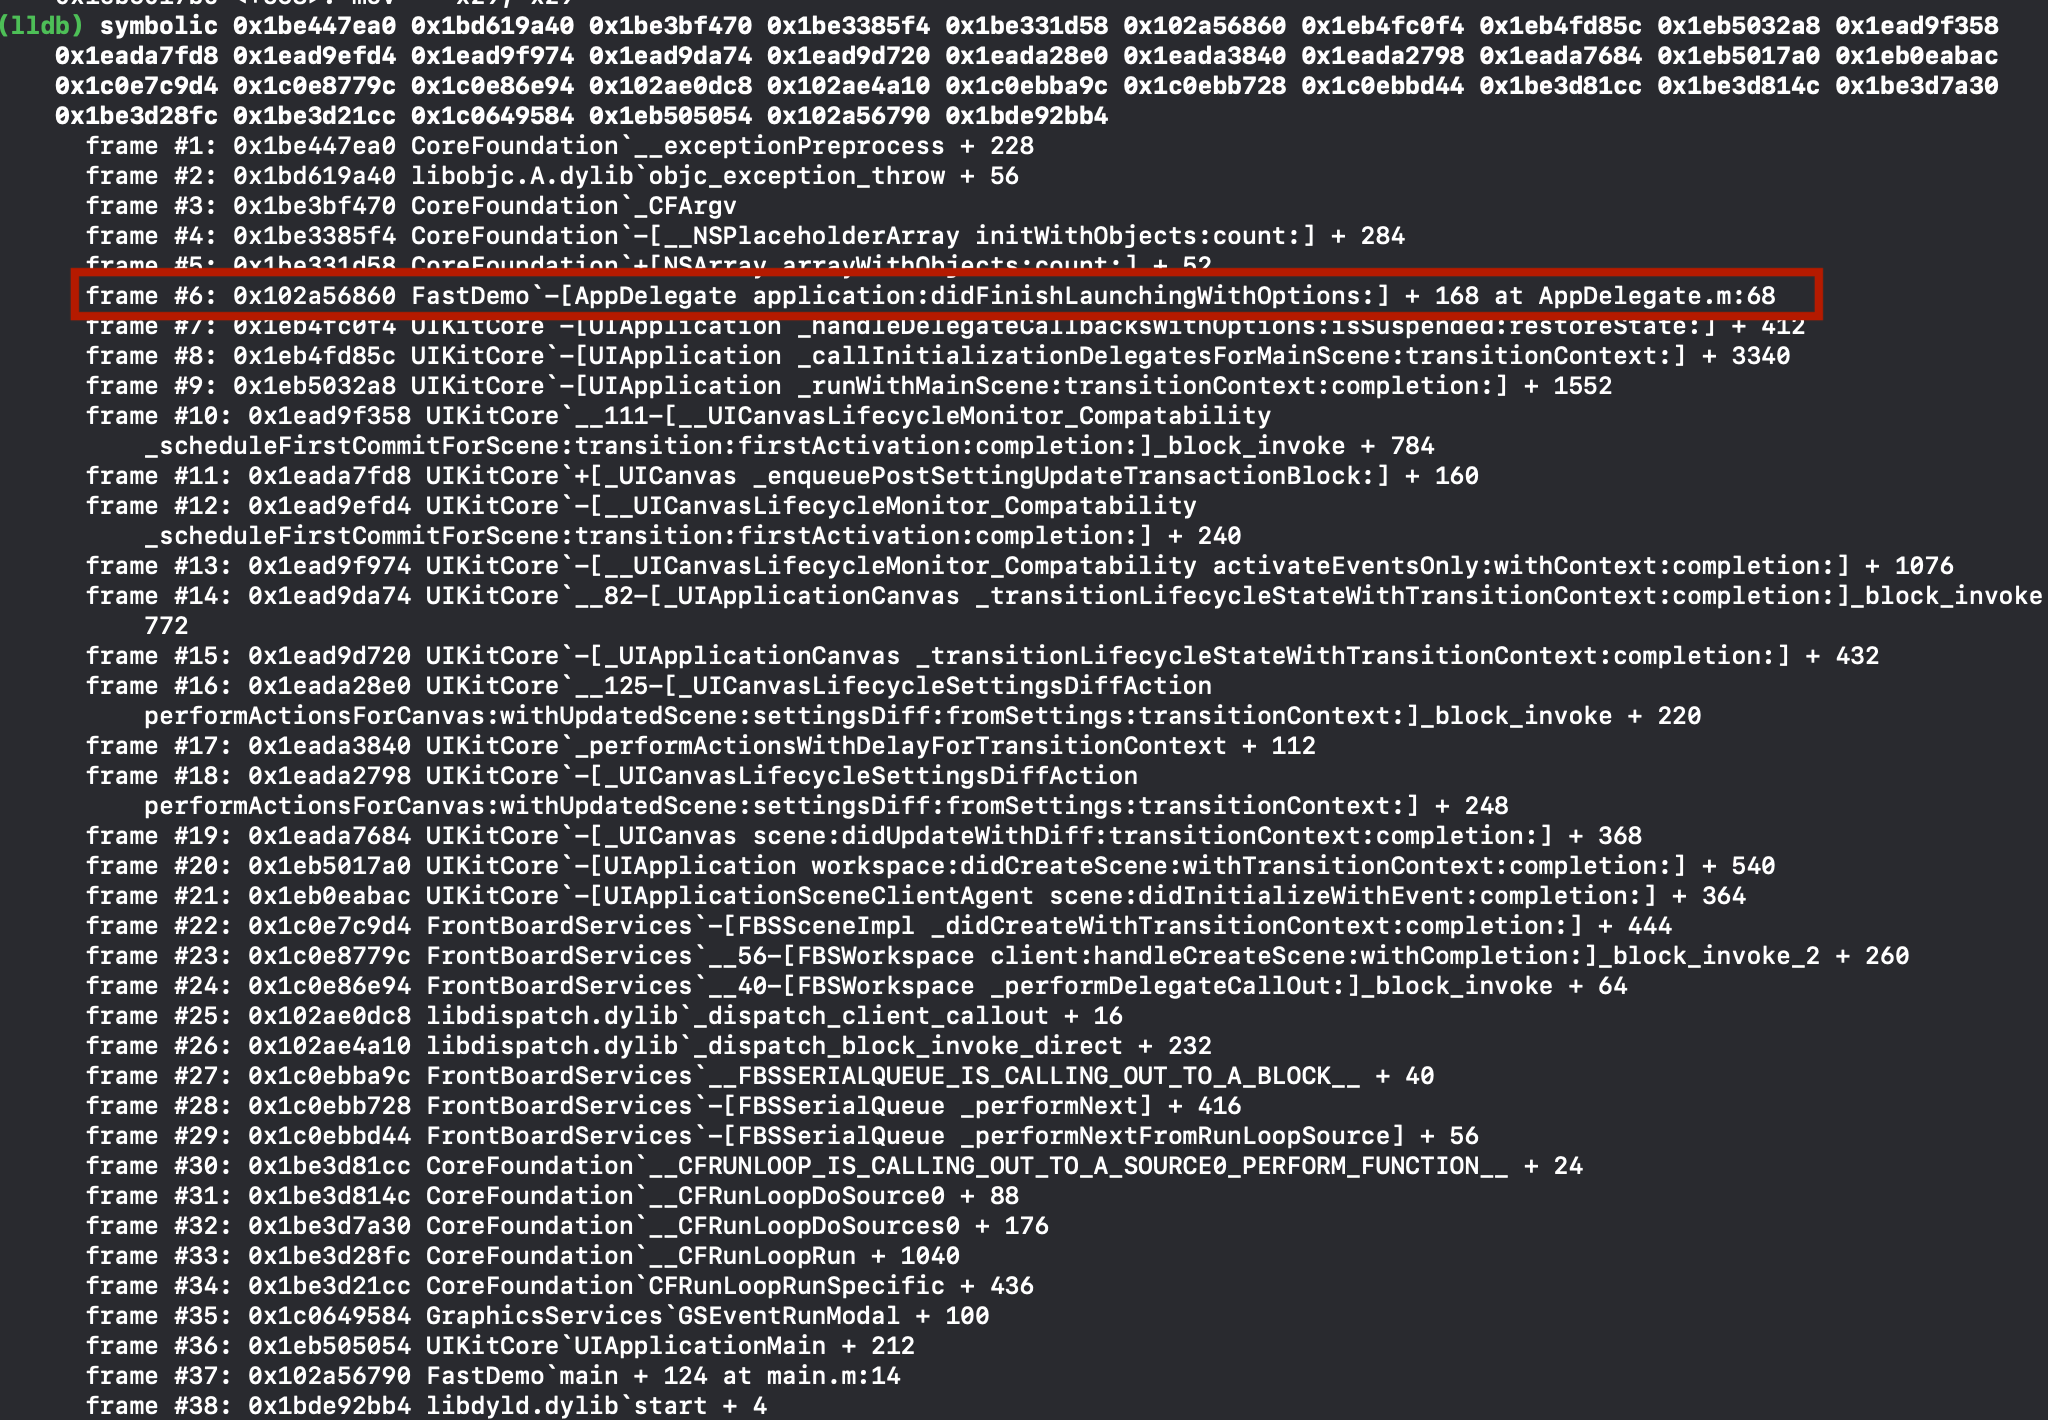 (lldb) symbolic 0x1be447ea0 0x1bd619a40 0x1be3bf470 0x1be3385f4 0x1be331d58 0x102a56860 0x1eb4fc0f4 0x1eb4fd85c 0x1eb5032a8 0x1ead9f358
0x1eada7fd8 0x1ead9efd4 0x1ead9f974 0x1ead9da74 0x1ead9d720 0x1eada28e0 0x1eada3840 0x1eada2798 0x1eada7684 0x1eb5017a0 0x1eb0eabac
0x1c0e7c9d4 0x1c0e8779c 0x1c0e86e94 0x102ae0dc8 0x102ae4a10 0x1c0ebba9c 0x1c0ebb728 0x1c0ebbd44 0x1be3d81cc 0x1be3d814c 0x1be3d7a30
0x1be3d28fc 0x1be3d21cc 0x1c0649584 0x1eb505054 0x102a56790 0x1bde92bb4
frame #1: 0x1be447ea0 CoreFoundation`__exceptionPreprocess + 228
frame #2: 0x1bd619a40 libobjc.A.dylib`objc_exception_throw + 56
frame #3: 0x1be3bf470 CoreFoundation`_CFArgv
frame #4: 0x1be3385f4 CoreFoundation`-[__NSPlaceholderArray initWithObjects:count:] + 284
frame #5: 0x1be331d58 CoreFoundation`+[NSArray arrayWithObjects:count:] + 52
frame #6: 0x102a56860 FastDemo`-[AppDelegate application:didFinishLaunchingWithOptions:] + 168 at AppDelegate.m:68
frame #7: 0x1eb4fc0f4 UIKitCore`-[UIApplication _handleDelegateCallbacksWithOptions:isSuspended:restoreState:] + 412
frame #8: 0x1eb4fd85c UIKitCore`-[UIApplication _callInitializationDelegatesForMainScene:transitionContext:] + 3340
frame #9: 0x1eb5032a8 UIKitCore`-[UIApplication _runWithMainScene:transitionContext:completion:] + 1552
frame #10: 0x1ead9f358 UIKitCore`__111-[__UICanvasLifecycleMonitor_Compatability
_scheduleFirstCommitForScene:transition:firstActivation:completion:]_block_invoke + 784
frame #11: 0x1eada7fd8 UIKitCore`+[_UICanvas _enqueuePostSettingUpdateTransactionBlock:] + 160
frame #12: 0x1ead9efd4 UIKitCore`-[__UICanvasLifecycleMonitor_Compatability
_scheduleFirstCommitForScene:transition:firstActivation:completion:] + 240
frame #13: 0x1ead9f974 UIKitCore`-[__UICanvasLifecycleMonitor_Compatability activateEventsOnly:withContext:completion:] + 1076
frame #14: 0x1ead9da74 UIKitCore`__82-[_UIApplicationCanvas _transitionLifecycleStateWithTransitionContext:completion:]_block_invoke
772
frame #15: 0x1ead9d720 UIKitCore`-[_UIApplicationCanvas _transitionLifecycleStateWithTransitionContext:completion:] + 432
frame #16: 0x1eada28e0 UIKitCore`__125-[_UICanvasLifecycleSettingsDiffAction
performActionsForCanvas:withUpdatedScene:settingsDiff:fromSettings:transitionContext:]_block_invoke + 220
frame #17: 0x1eada3840 UIKitCore`_performActionsWithDelayForTransitionContext + 112
frame #18: 0x1eada2798 UIKitCore`-[_UICanvasLifecycleSettingsDiffAction
performActionsForCanvas:withUpdatedScene:settingsDiff:fromSettings:transitionContext:] + 248
frame #19: 0x1eada7684 UIKitCore`-[_UICanvas scene:didUpdateWithDiff:transitionContext:completion:] + 368
frame #20: 0x1eb5017a0 UIKitCore`-[UIApplication workspace:didCreateScene:withTransitionContext:completion:] + 540
frame #21: 0x1eb0eabac UIKitCore`-[UIApplicationSceneClientAgent scene:didInitializeWithEvent:completion:] + 364
frame #22: 0x1c0e7c9d4 FrontBoardServices`-[FBSSceneImpl _didCreateWithTransitionContext:completion:] + 444
frame #23: 0x1c0e8779c FrontBoardServices`__56-[FBSWorkspace client:handleCreateScene:withCompletion:]_block_invoke_2 + 260
frame #24: 0x1c0e86e94 FrontBoardServices`__40-[FBSWorkspace _performDelegateCallOut:]_block_invoke + 64
frame #25: 0x102ae0dc8 libdispatch.dylib`_dispatch_client_callout + 16
frame #26: 0x102ae4a10 libdispatch.dylib`_dispatch_block_invoke_direct + 232
frame #27: 0x1c0ebba9c FrontBoardServices`__FBSSERIALQUEUE_IS_CALLING_OUT_TO_A_BLOCK__ + 40
frame #28: 0x1c0ebb728 FrontBoardServices`-[FBSSerialQueue _performNext] + 416
frame #29: 0x1c0ebbd44 FrontBoardServices`-[FBSSerialQueue _performNextFromRunLoopSource] + 56
frame #30: 0x1be3d81cc CoreFoundation`__CFRUNLOOP_IS_CALLING_OUT_TO_A_SOURCE0_PERFORM_FUNCTION__ + 24
frame #31: 0x1be3d814c CoreFoundation`__CFRunLoopDoSource0 + 88
frame #32: 0x1be3d7a30 CoreFoundation`__CFRunLoopDoSources0 + 176
frame #33: 0x1be3d28fc CoreFoundation`__CFRunLoopRun + 1040
frame #34: 0x1be3d21cc CoreFoundation`CFRunLoopRunSpecific + 436
frame #35: 0x1c0649584 GraphicsServices`GSEventRunModal + 100
frame #36: 0x1eb505054 UIKitCore`UIApplicationMain + 212
frame #37: 0x102a56790 FastDemo`main + 124 at main.m:14
frame #38: 0x1bde92bb4 libdyld.dylib`start + 4